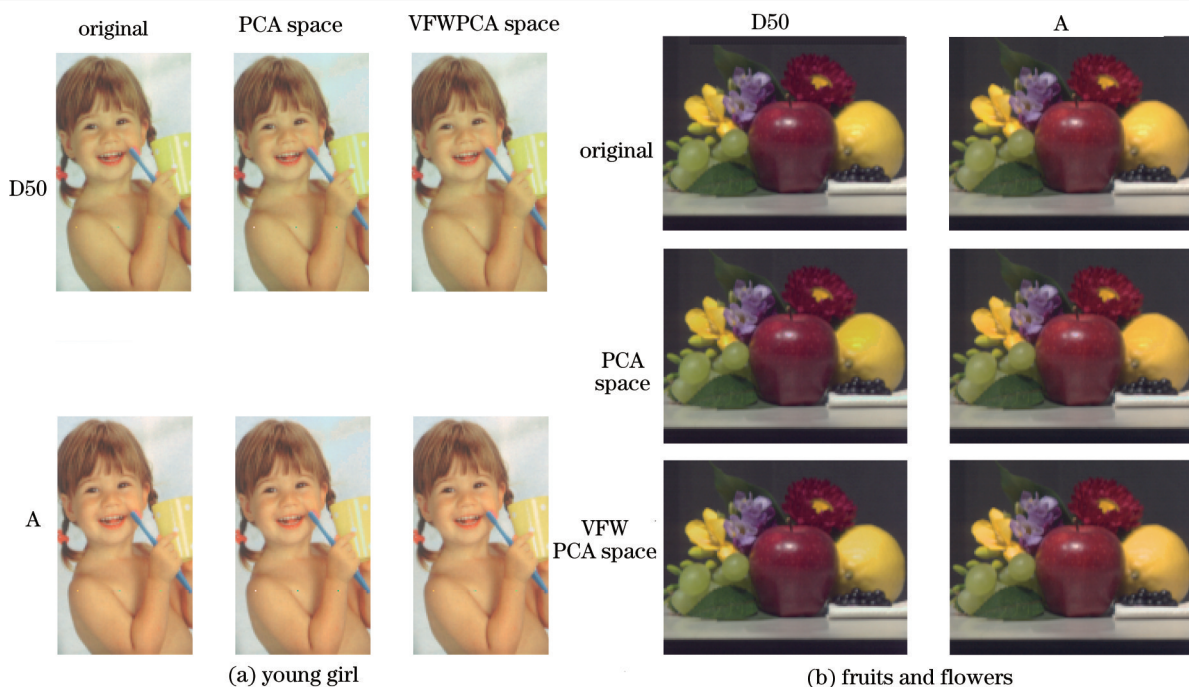 original
PCA space
VFWPCA space
D50
A
(a) young girl
D50
A
original
PCA
space
VFW
PCA space
(b) fruits and flowers